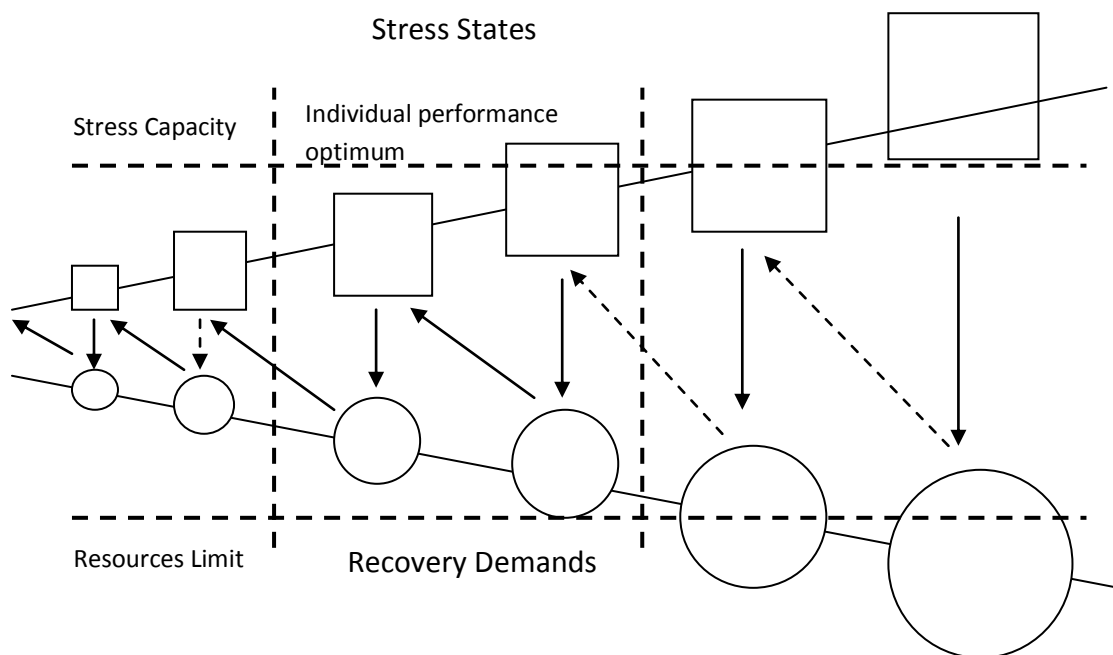 Stress States
Stress Capacity
Individual performance
optimum
Resources Limit
Recovery Demands